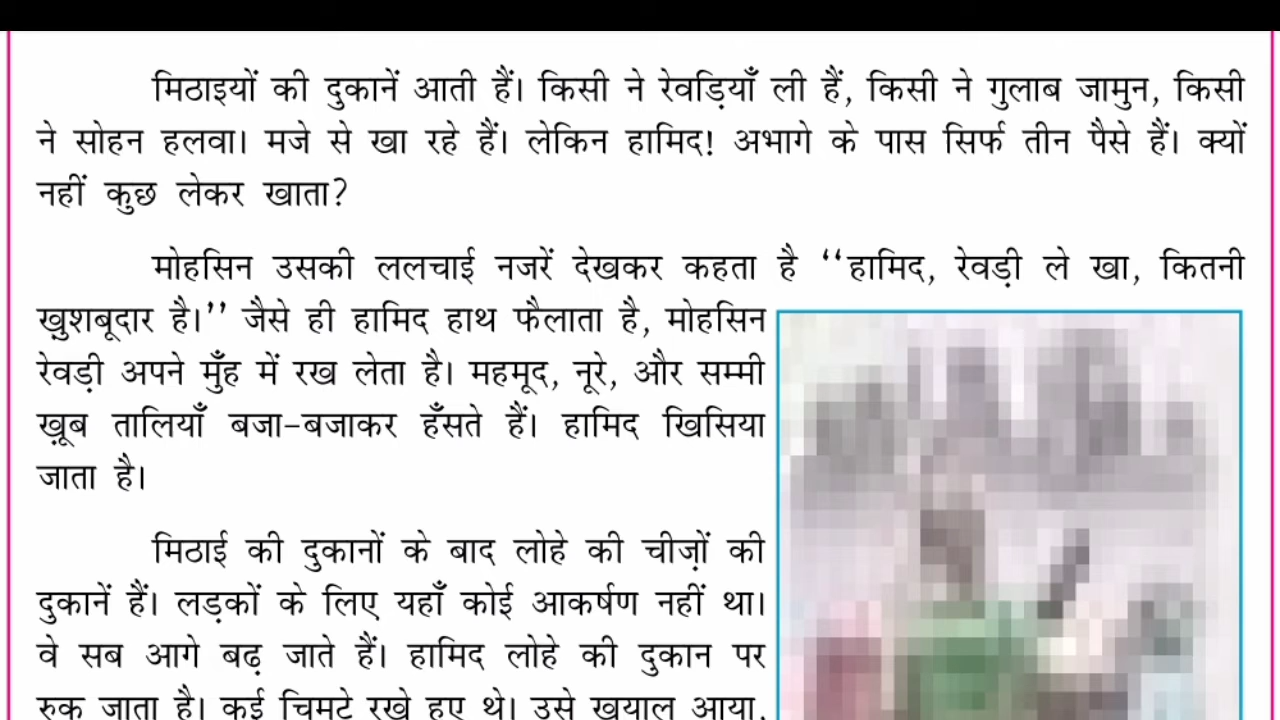 मिठाइयों की दुकानें आती हैं। किसी ने रेवड़ियाँ ली हैं, किसी ने गुलाब जामुन, किसी
ने सोहन हलवा। मजे से खा रहे हैं। लेकिन हामिद! अभागे के पास सिर्फ तीन पैसे हैं। क्यों
नहीं कुछ लेकर खाता?
मोहसिन उसकी ललचाई नजरें देखकर कहता है ‘‘हामिद, रेवड़ी ले खा, कितनी
ख़ुशबूदार है।’’ जैसे ही हामिद हाथ फैलाता है, मोहसिन
रेवड़ी अपने मुँह में रख लेता है। महमूद, नूरे, और सम्मी
ख़ूब तालियाँ बजा-बजाकर हँसते हैं। हामिद खिसिया
जाता है।
मिठाई की दुकानों के बाद लोहे की चीज़ों की
दुकानें हैं। लड़कों के लिए यहाँ कोई आकर्षण नहीं था।
वे सब आगे बढ़ जाते हैं। हामिद लोहे की दुकान पर
रुक जाता है। कई चिमटे रखे हुए थे। उसे खयाल आया,